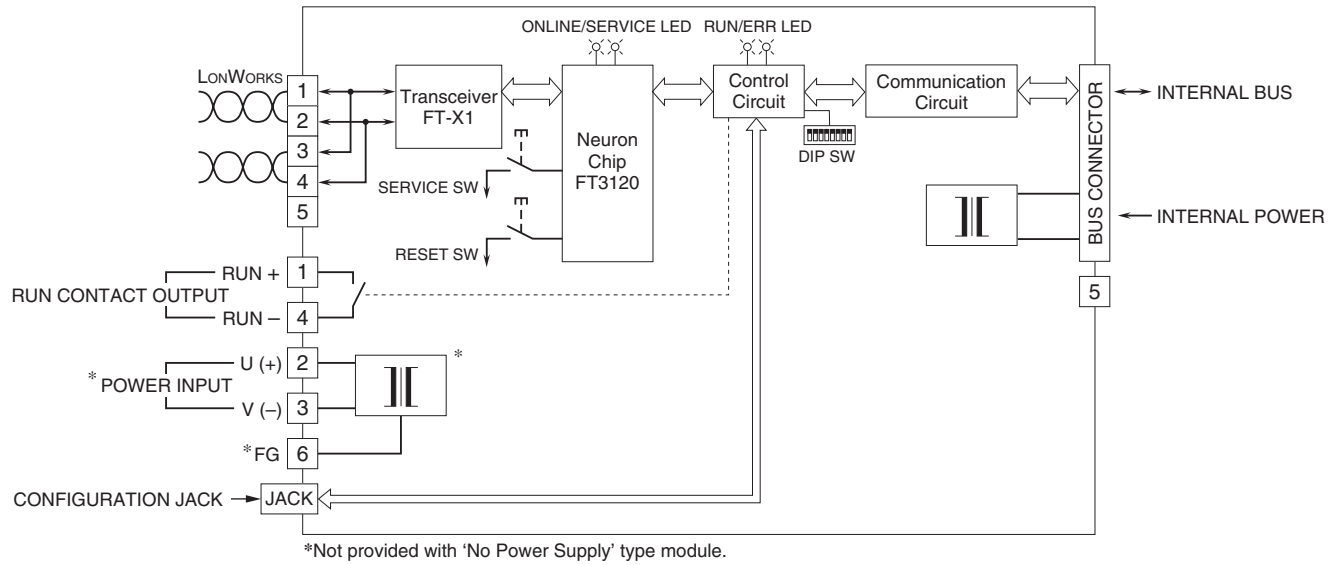 ONLINE/SERVICE LED
RUN/ERR LED
LONWORKS
1
2
3
4
5
Transceiver
FT-X1
Neuron
Chip
FT3120
SERVICE SW
RESET SW
Control
Circuit
DIP SW
Communication
Circuit
BUS CONNECTOR
INTERNAL BUS
INTERNAL POWER
5
RUN CONTACT OUTPUT
RUN + 1
RUN – 4
* POWER INPUT
U (+) 2
V (–) 3
*
*FG 6
CONFIGURATION JACK
JACK
*Not provided with ‘No Power Supply’ type module.